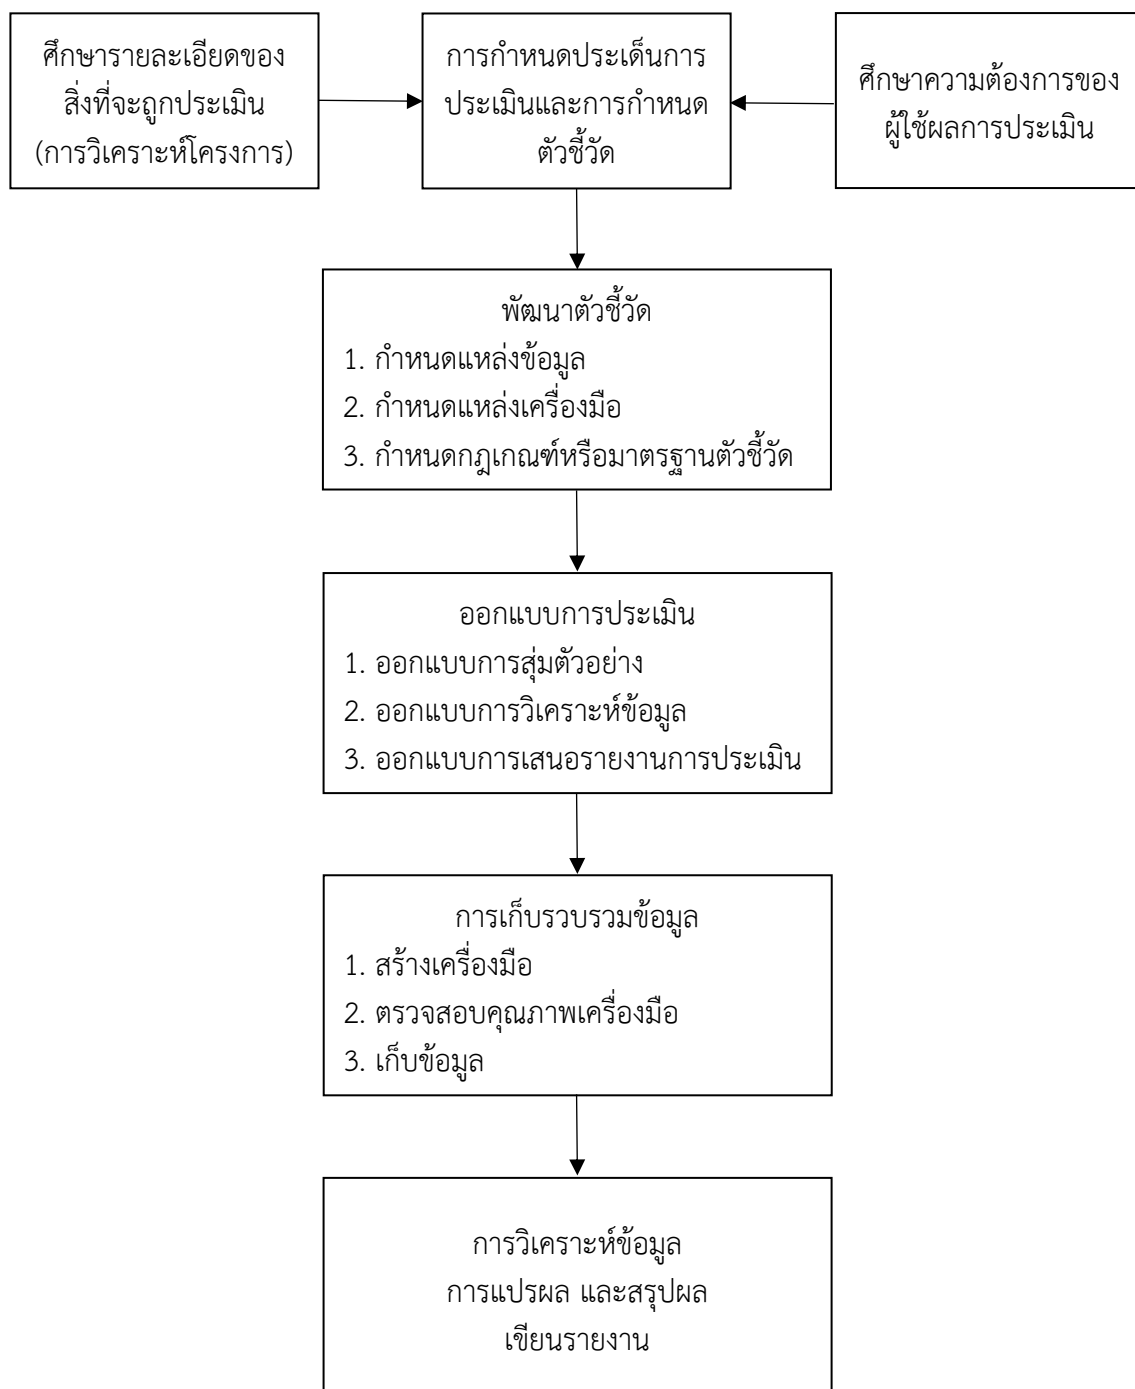 ศึกษารายละเอียดของ
สิ่งที่จะถูกประเมิน
(การวิเคราะห์โครงการ)
การกำหนดประเด็นการ
ประเมินและการกำหนด
ตัวชี้วัด
ศึกษาความต้องการของ
ผู้ใช้ผลการประเมิน
พัฒนาตัวชี้วัด
1. กำหนดแหล่งข้อมูล
2. กำหนดแหล่งเครื่องมือ
3. กำหนดกฎเกณฑ์หรือมาตรฐานตัวชี้วัด
ออกแบบการประเมิน
1. ออกแบบการสุ่มตัวอย่าง
2. ออกแบบการวิเคราะห์ข้อมูล
3. ออกแบบการเสนอรายงานการประเมิน
การเก็บรวบรวมข้อมูล
1. สร้างเครื่องมือ
2. ตรวจสอบคุณภาพเครื่องมือ
3. เก็บข้อมูล
การวิเคราะห์ข้อมูล
การแปรผล และสรุปผล
เขียนรายงาน